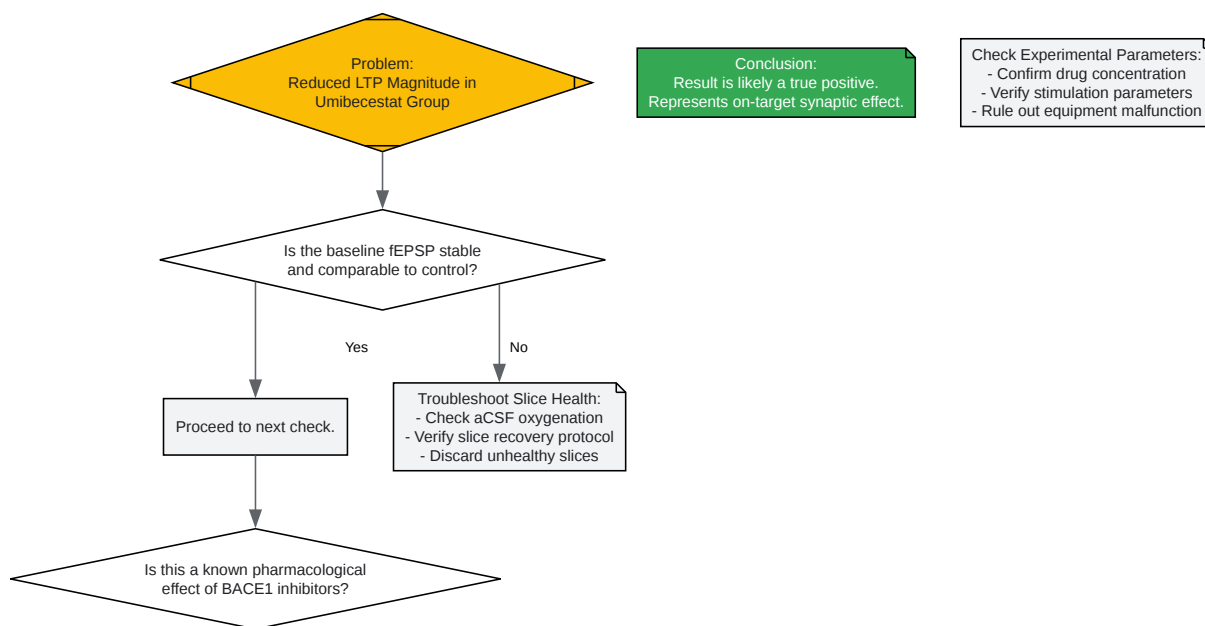 Problem:
Reduced LTP Magnitude in
Umibecestat Group
Conclusion:
Result is likely a true positive.
Represents on-target synaptic effect.
Check Experimental Parameters:
- Confirm drug concentration
- Verify stimulation parameters
- Rule out equipment malfunction
Is the baseline fEPSP stable
and comparable to control?
Yes
No
Proceed to next check.
Troubleshoot Slice Health:
- Check aCSF oxygenation
- Verify slice recovery protocol
- Discard unhealthy slices
Is this a known pharmacological
effect of BACE1 inhibitors?